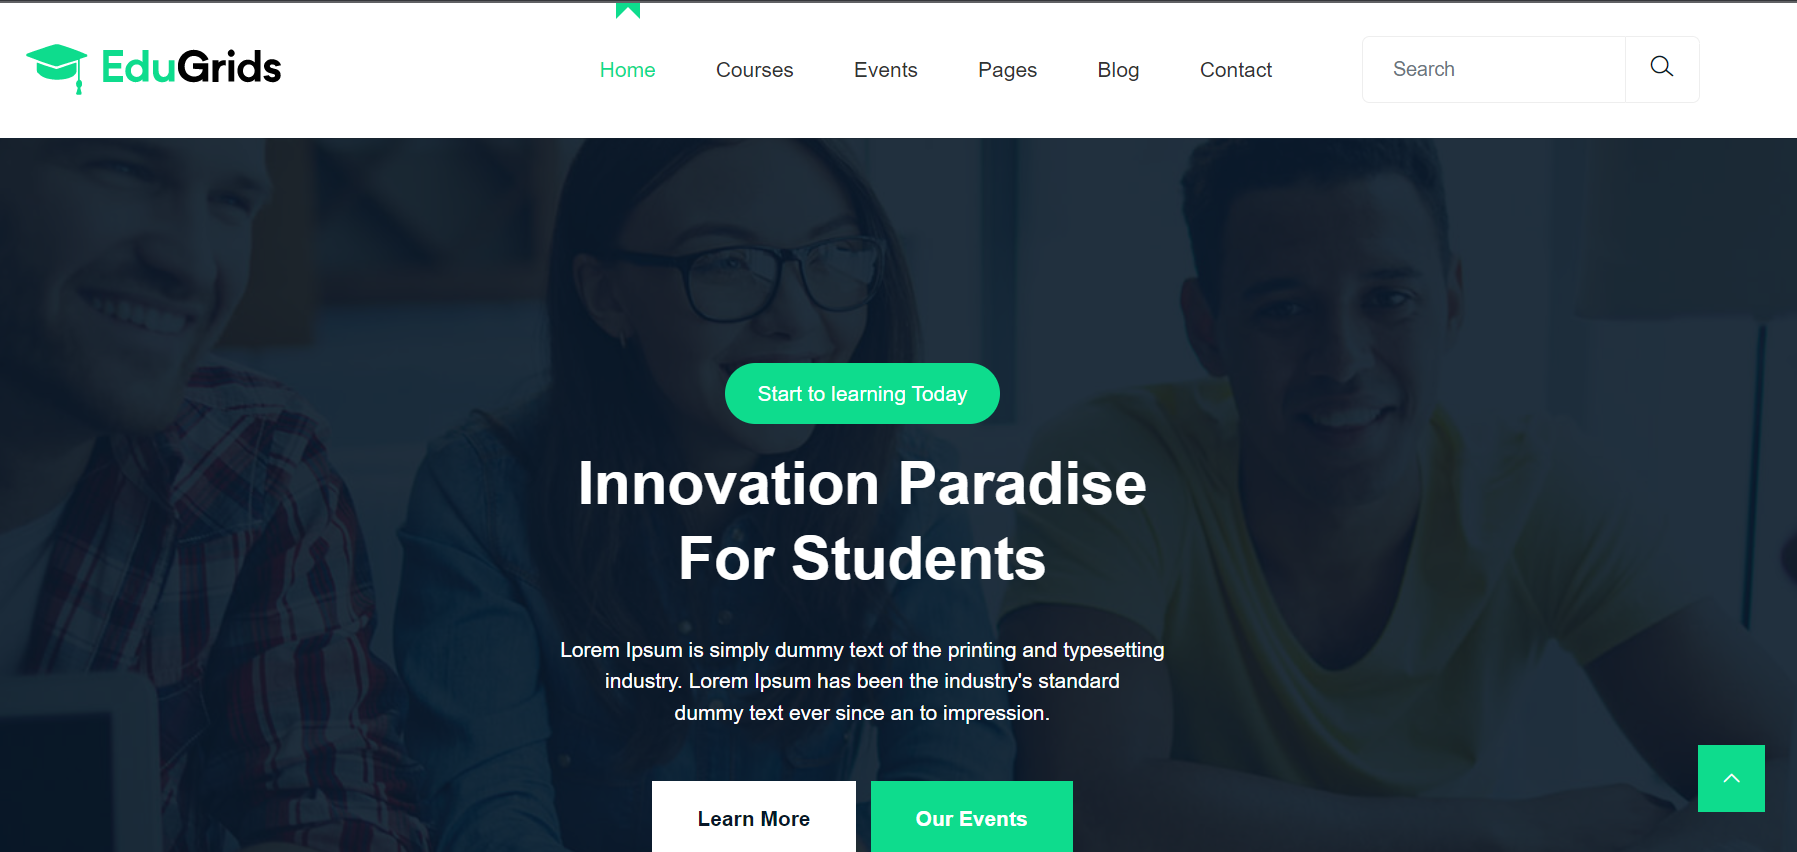 EduGrids
Home
Courses
Events
Pages
Blog
Contact
Search
Start to learning Today
Innovation Paradise
For Students
Lorem Ipsum is simply dummy text of the printing and typesetting
industry. Lorem Ipsum has been the industry's standard
dummy text ever since an to impression.
Learn More
Our Events